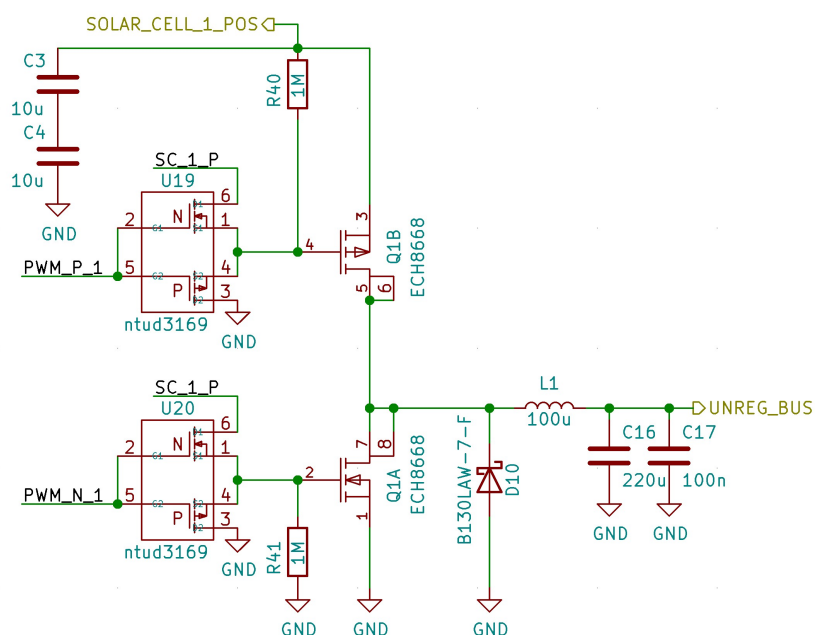 SOLAR_CELL_1_POS
C3
10u
C4
10u
GND
R40
1M
SC_1_P
U19
6
N
2
1
4
PWM_P_1
5
P
3
ntud3169
GND
3
4
Q1B
ECH8668
5
6
SC_1_P
U20
6
N
2
1
PWM_N_1
5
4
P
3
ntud3169
GND
R41
1M
GND
7
8
2
Q1A
ECH8668
1
GND
B130LAW-7-F
D10
GND
L1
100u
UNREG_BUS
C16
220u
GND
C17
100n
GND